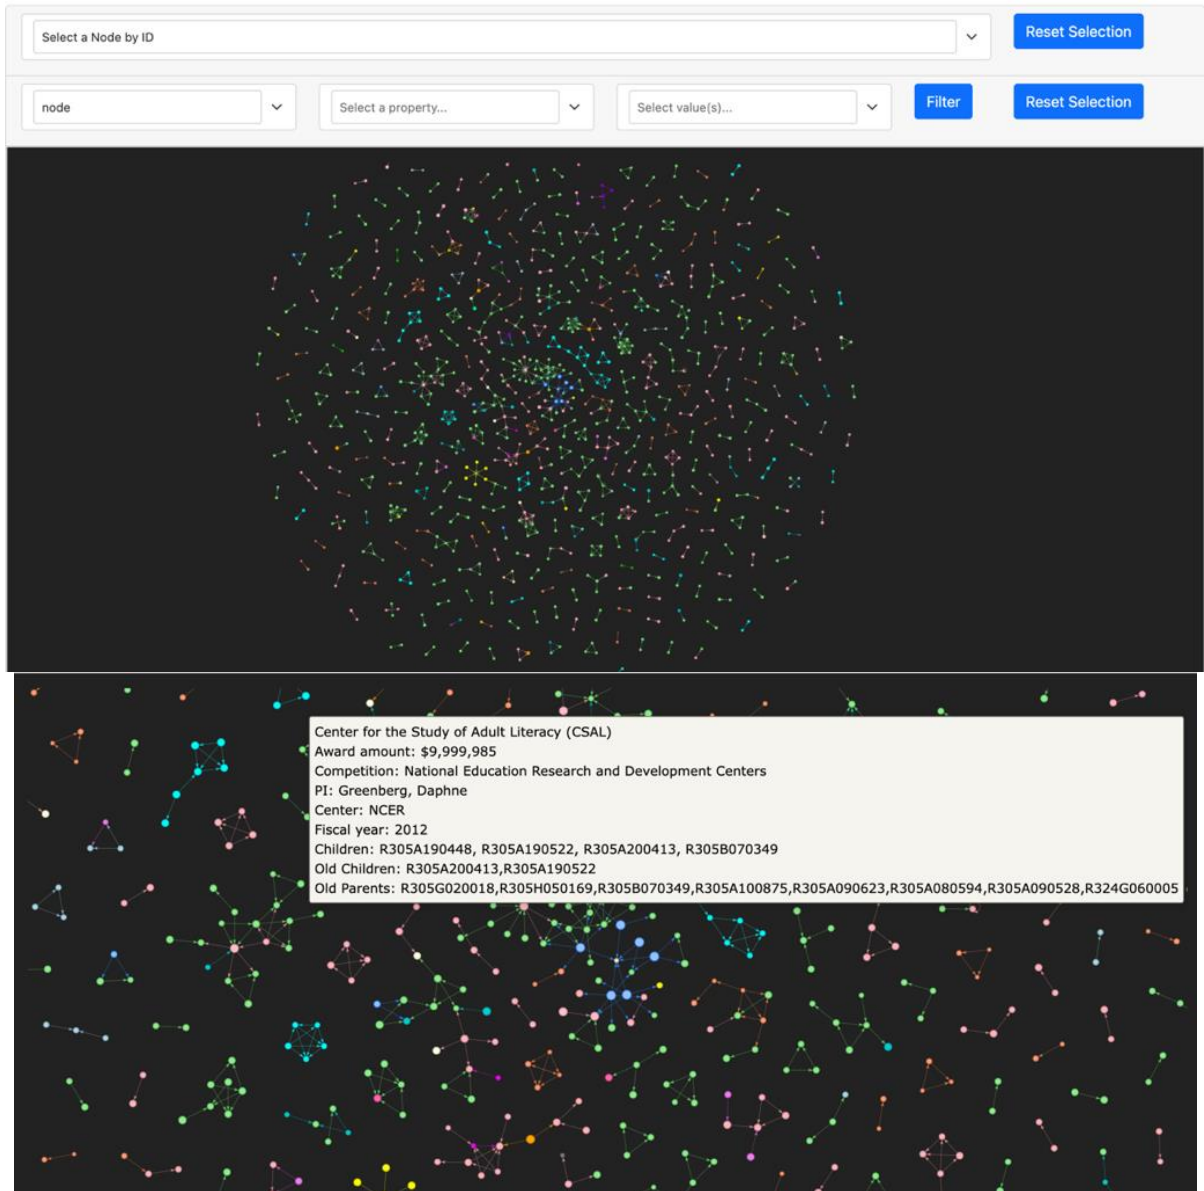 Select a Node by ID
Reset Selection
node
Select a property...
Select value(s)...
Filter
Reset Selection
Center for the Study of Adult Literacy (CSAL)
Award amount: $9,999,985
Competition: National Education Research and Development Centers
PI: Greenberg, Daphne
Center: NCER
Fiscal year: 2012
Children: R305A190448, R305A190522, R305A200413, R305B070349
Old Children: R305A200413,R305A190522
Old Parents: R305G020018,R305H050169,R305B070349,R305A100875,R305A090623,R305A080594,R305A090528,R324G060005